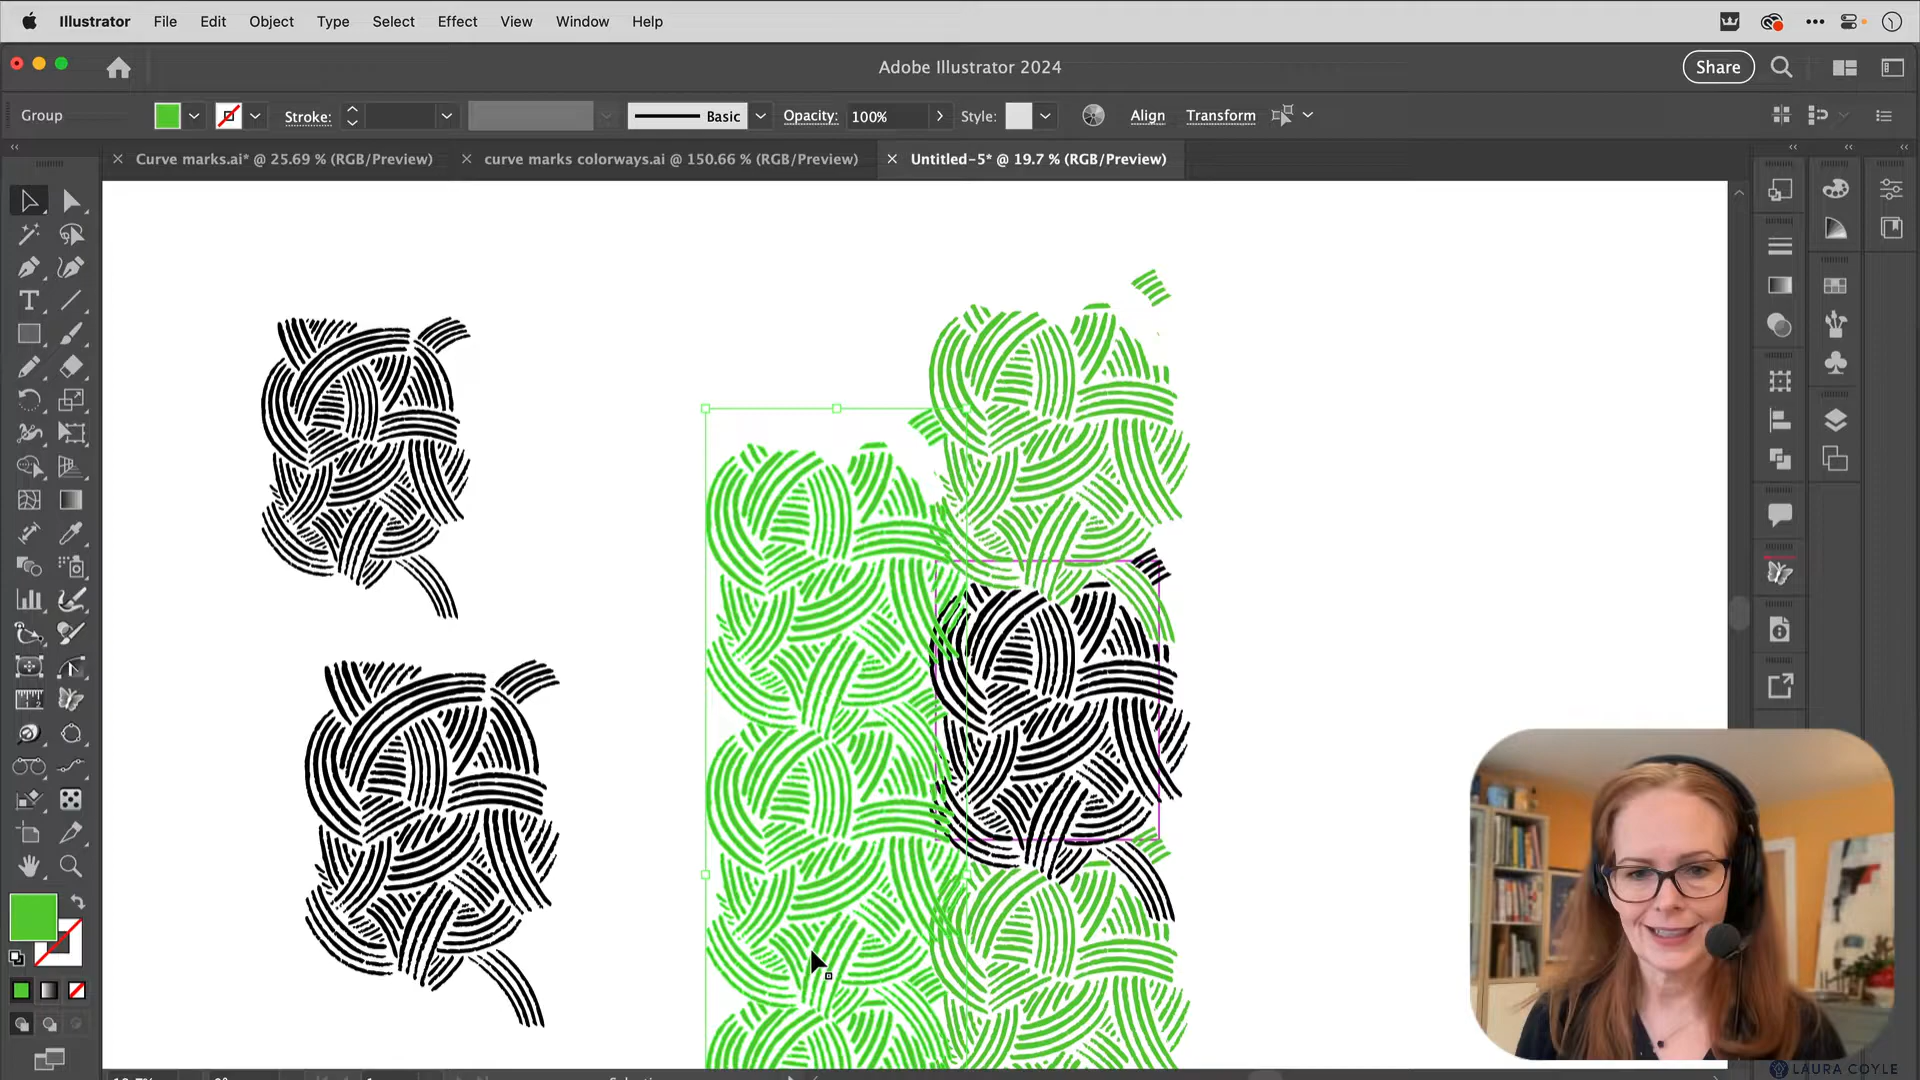 Illustrator File Edit Object Type Select Effect View Window Help
Adobe Illustrator 2024
Share
Group
Stroke:
Basic
Opacity: 100%
Style:
Align
Transform
Curve marks.ai* @ 25.69 % (RGB/Preview)
curve marks colorways.ai @ 150.66 % (RGB/Preview)
Untitled-5* @ 19.7 % (RGB/Preview)
LAURA COYLE